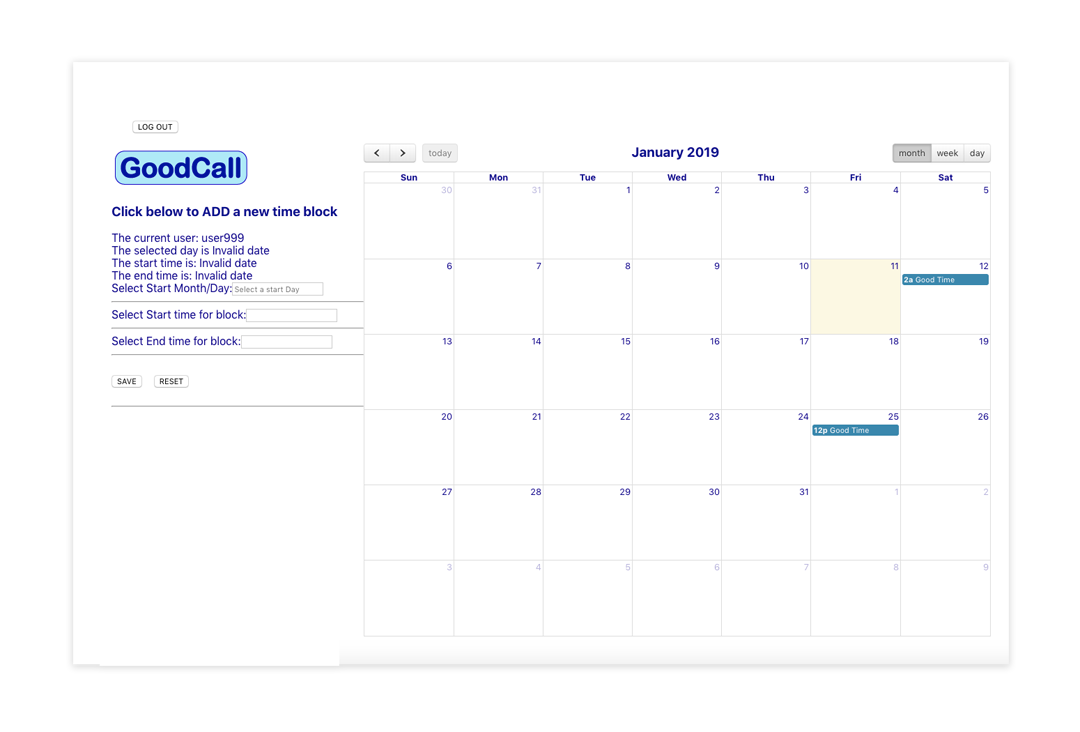 LOG OUT
GoodCall
Click below to ADD a new time block
The current user: user999
The selected day is Invalid date
The start time is: Invalid date
The end time is: Invalid date
Select Start Month/Day: Select a start Day
Select Start time for block:
Select End time for block:
SAVE RESET
today January 2019 month week day
Sun Mon Tue Wed Thu Fri Sat
30 31 1 2 3 4 5
6 7 8 9 10 11 12
2a Good Time
13 14 15 16 17 18 19
20 21 22 23 24 25 26
12p Good Time
27 28 29 30 31 1 2
3 4 5 6 7 8 9